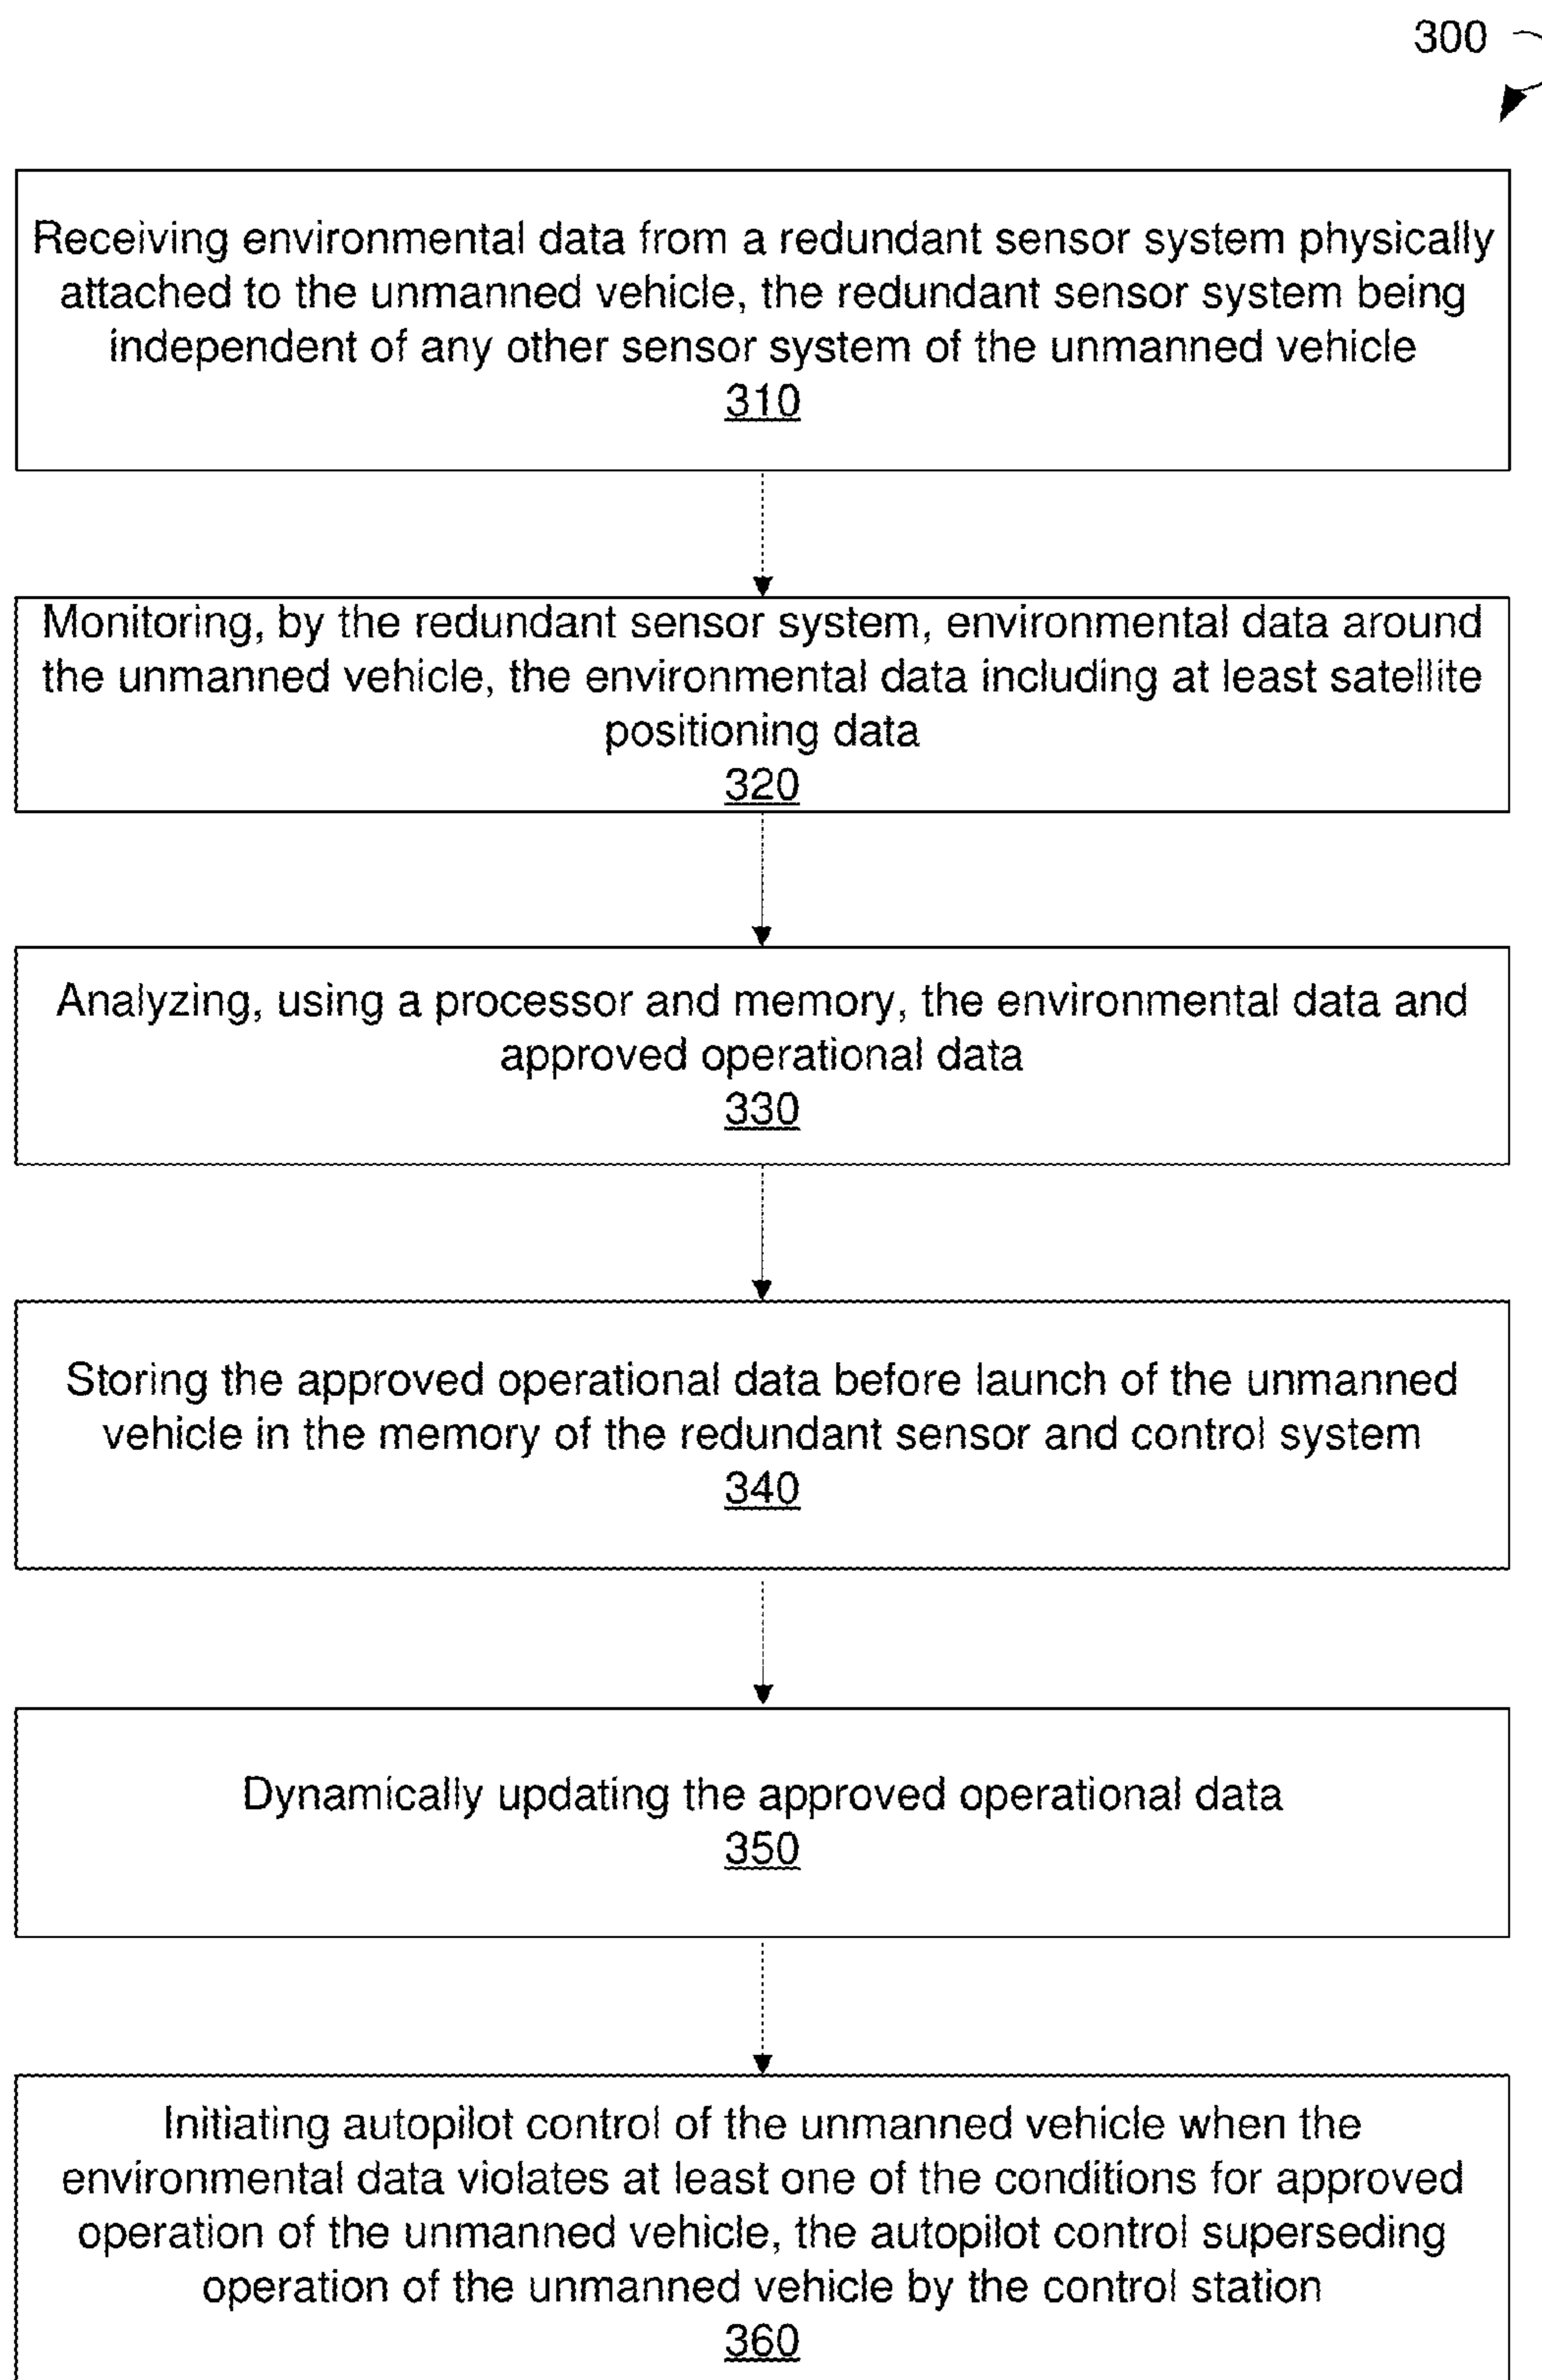 300
Receiving environmental data from a redundant sensor system physically
attached to the unmanned vehicle, the redundant sensor system being
independent of any other sensor system of the unmanned vehicle
310
Monitoring, by the redundant sensor system, environmental data around
the unmanned vehicle, the environmental data including at least satellite
positioning data
320
Analyzing, using a processor and memory, the environmental data and
approved operational data
330
Storing the approved operational data before launch of the unmanned
vehicle in the memory of the redundant sensor and control system
340
Dynamically updating the approved operational data
350
Initiating autopilot control of the unmanned vehicle when the
environmental data violates at least one of the conditions for approved
operation of the unmanned vehicle, the autopilot control superseding
operation of the unmanned vehicle by the control station
360